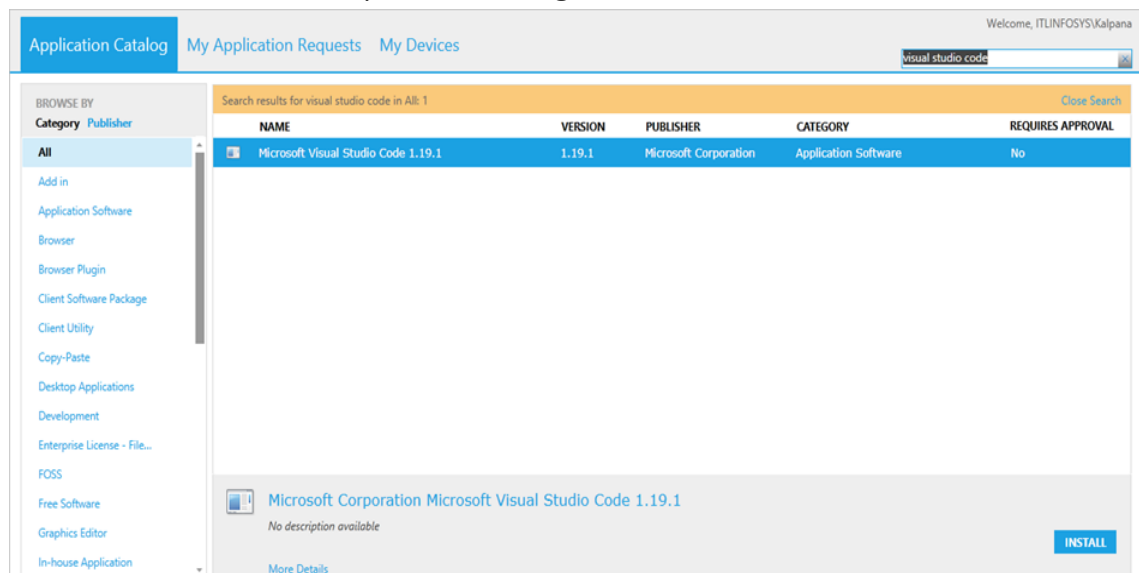 Welcome, ITLINFOSYS\Kalpana
Application Catalog My Application Requests My Devices
visual studio code
BROWSE BY
Category Publisher
All
Add in
Application Software
Browser
Browser Plugin
Client Software Package
Client Utility
Copy-Paste
Desktop Applications
Development
Enterprise License - File...
FOSS
Free Software
Graphics Editor
In-house Application
Search results for visual studio code in All: 1 Close Search
NAME VERSION PUBLISHER CATEGORY REQUIRES APPROVAL
Microsoft Visual Studio Code 1.19.1 1.19.1 Microsoft Corporation Application Software No
Microsoft Corporation Microsoft Visual Studio Code 1.19.1
No description available
INSTALL
More Details